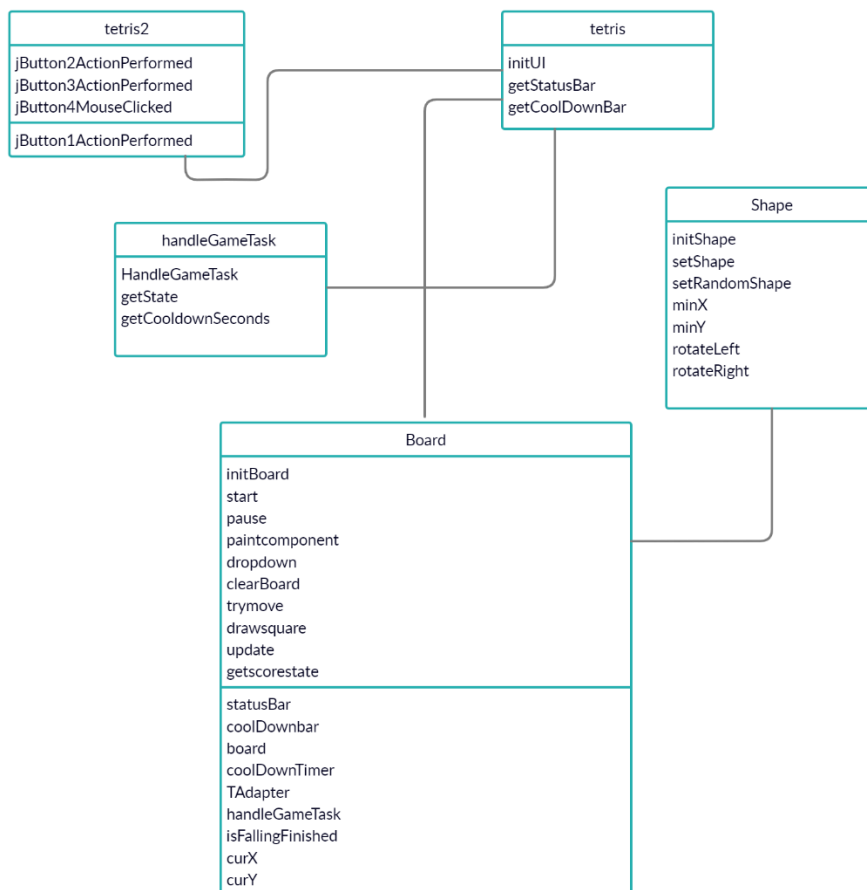 tetris2
jButton2ActionPerformed
jButton3ActionPerformed
jButton4MouseClicked
jButton1ActionPerformed
tetris
initUI
getStatusBar
getCoolDownBar
handleGameTask
HandleGameTask
getState
getCooldownSeconds
Shape
initShape
setShape
setRandomShape
minX
minY
rotateLeft
rotateRight
Board
initBoard
start
pause
paintcomponent
dropdown
clearBoard
trymove
drawsquare
update
getscorestate
statusBar
coolDownbar
board
coolDownTimer
TAdapter
handleGameTask
isFallingFinished
curX
curY